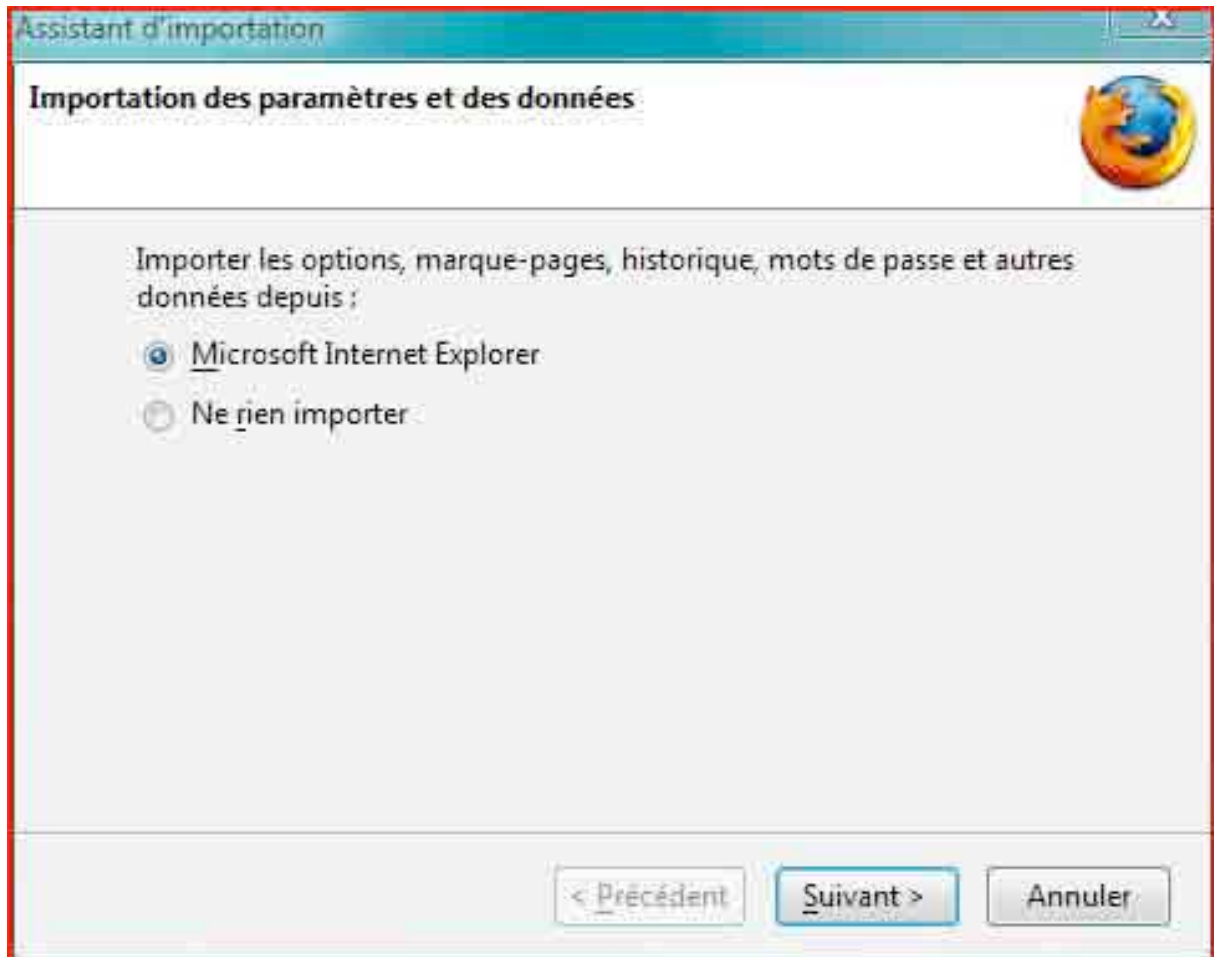 Assistant d'importation
Importation des paramètres et des données
Importer les options, marque-pages, historique, mots de passe et autres
données depuis :
Microsoft Internet Explorer
Ne rien importer
< Précédent Suivant > Annuler